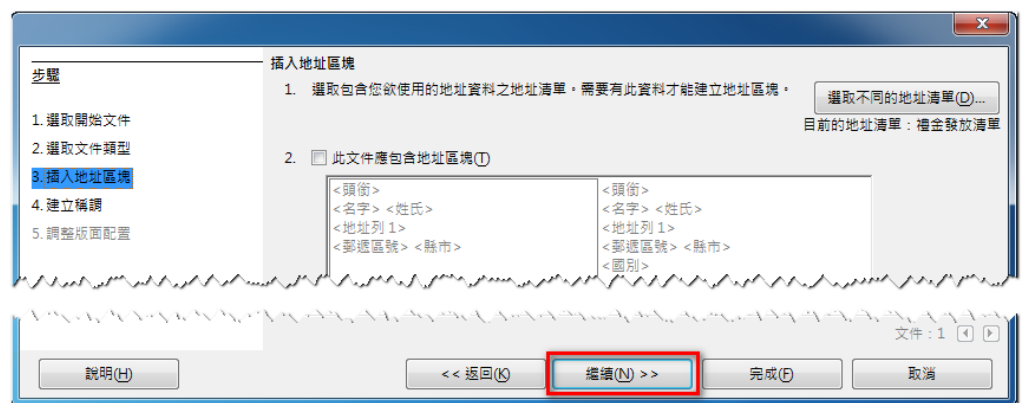 步驟
1. 選取開始文件
2. 選取文件類型
3. 插入地址區塊
4. 建立稱謂
5. 調整版面配置
插入地址區塊
1. 選取包含您欲使用的地址資料之地址清單。需要有此資料才能建立地址區塊。
選取不同的地址清單(D)...
目前的地址清單：禮金發放清單
2. 此文件應包含地址區塊(T)
<頭銜>
<名字> <姓氏>
<地址列 1>
<郵遞區號> <縣市>
<頭銜>
<名字> <姓氏>
<地址列 1>
<郵遞區號> <縣市>
<國別>
文件：1
說明(H)
<< 返回(K)
繼續(N) >>
完成(F)
取消